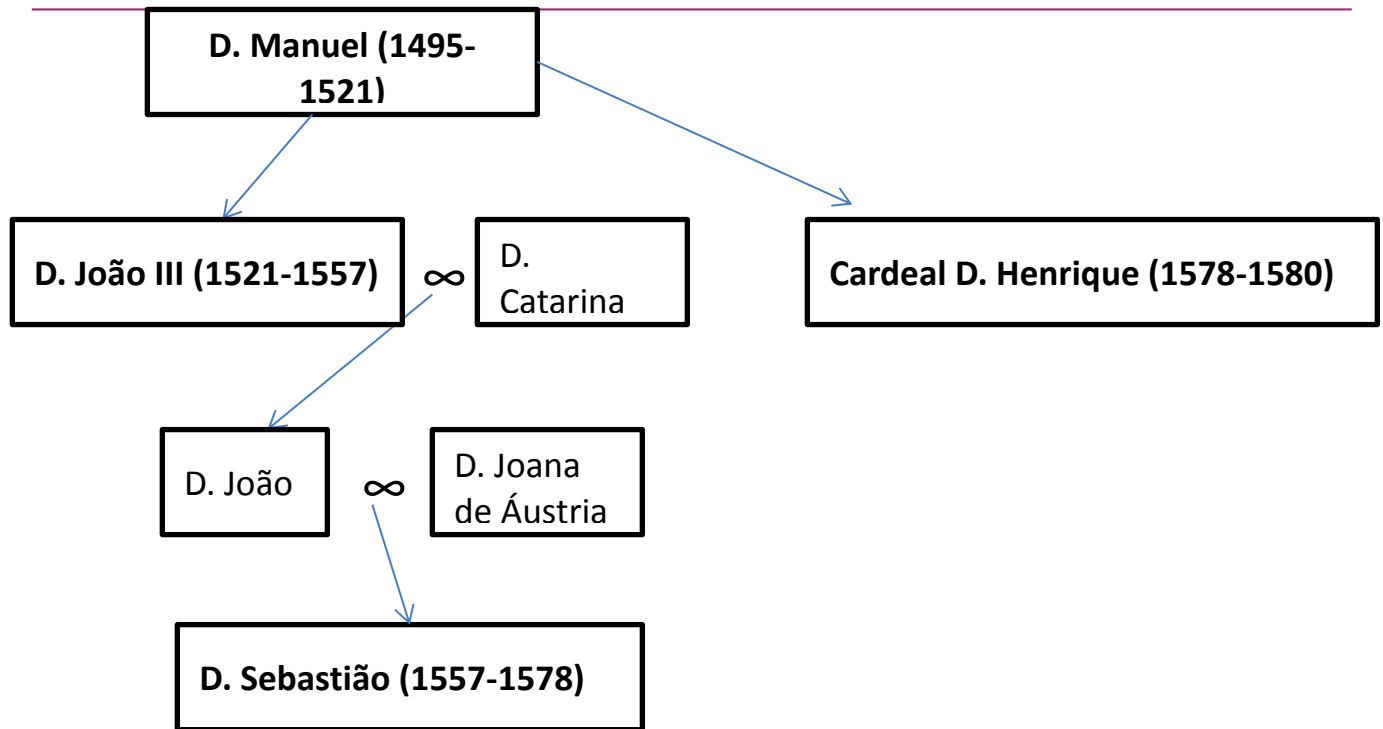 D. Manuel (1495-
1521)
D. João III (1521-1557)
∞
D.
Catarina
Cardeal D. Henrique (1578-1580)
D. João
∞
D. Joana
de Áustria
D. Sebastião (1557-1578)